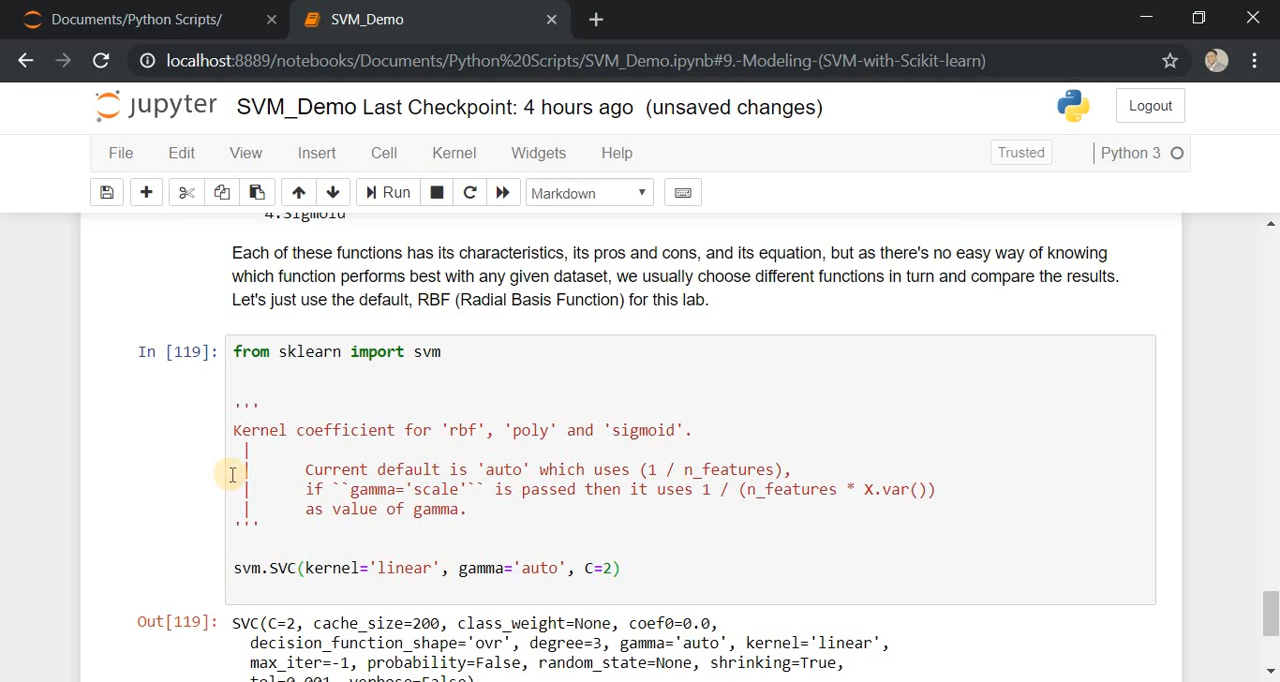 Documents/Python Scripts/
SVM_Demo
localhost:8889/notebooks/Documents/Python%20Scripts/SVM_Demo.ipynb#9.-Modeling-(SVM-with-Scikit-learn)
jupyter SVM_Demo Last Checkpoint: 4 hours ago (unsaved changes)
Logout
File Edit View Insert Cell Kernel Widgets Help
Trusted
Python 3
Run
Markdown
4.Sigmoid
Each of these functions has its characteristics, its pros and cons, and its equation, but as there's no easy way of knowing
which function performs best with any given dataset, we usually choose different functions in turn and compare the results.
Let's just use the default, RBF (Radial Basis Function) for this lab.
In [119]: from sklearn import svm
'''
Kernel coefficient for 'rbf', 'poly' and 'sigmoid'.
|
| Current default is 'auto' which uses (1 / n_features),
| if ``gamma='scale'`` is passed then it uses 1 / (n_features * X.var())
| as value of gamma.
'''
svm.SVC(kernel='linear', gamma='auto', C=2)
Out[119]: SVC(C=2, cache_size=200, class_weight=None, coef0=0.0,
decision_function_shape='ovr', degree=3, gamma='auto', kernel='linear',
max_iter=-1, probability=False, random_state=None, shrinking=True,
tol=0.001, verbose=False)